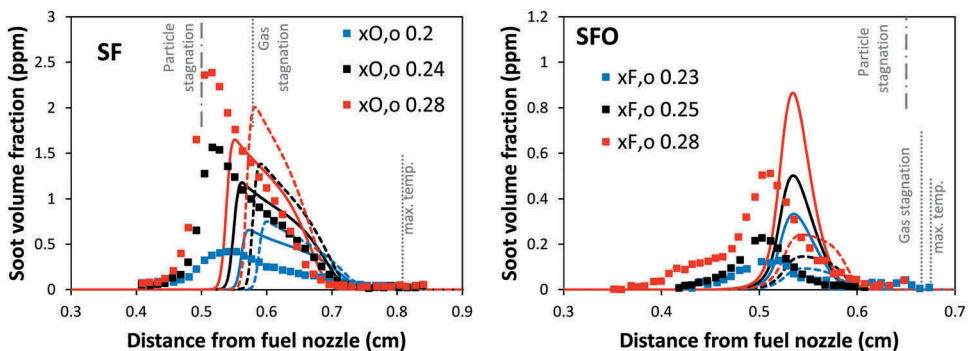 SF
Particle
stagnation
Gas
stagnation
max. temp.
xO,o 0.2
xO,o 0.24
xO,o 0.28
Soot volume fraction (ppm)
3
2.5
2
1.5
1
0.5
0
0.3 0.4 0.5 0.6 0.7 0.8 0.9
Distance from fuel nozzle (cm)
SFO
Particle
stagnation
Gas stagnation
max. temp.
xF,o 0.23
xF,o 0.25
xF,o 0.28
Soot volume fraction (ppm)
1.2
1
0.8
0.6
0.4
0.2
0
0.3 0.4 0.5 0.6 0.7
Distance from fuel nozzle (cm)